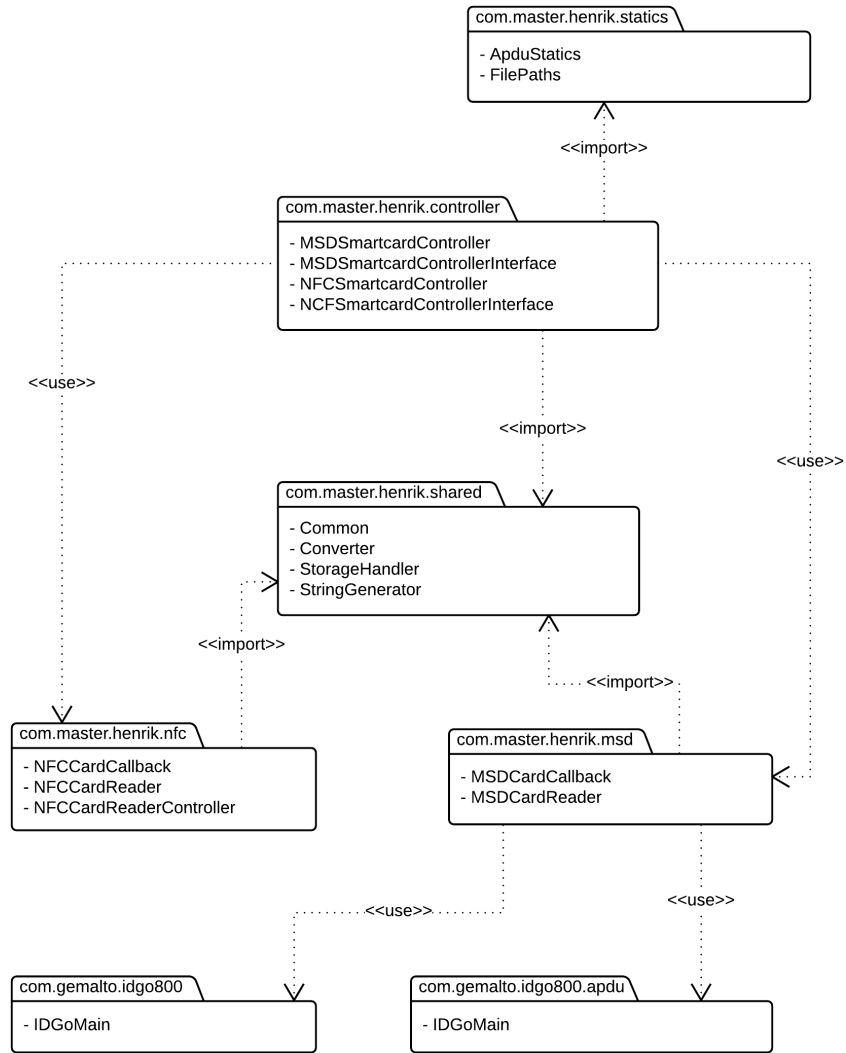 com.master.henrik.statics
- ApduStatics
- FilePaths
<<import>>
com.master.henrik.controller
- MSDSmartcardController
- MSDSmartcardControllerInterface
- NFCSmartcardController
- NCFSmartcardControllerInterface
<<use>>
<<import>>
<<use>>
com.master.henrik.shared
- Common
- Converter
- StorageHandler
- StringGenerator
<<import>>
<<import>>
com.master.henrik.nfc
- NFCCardCallback
- NFCCardReader
- NFCCardReaderController
com.master.henrik.msd
- MSDCardCallback
- MSDCardReader
<<use>>
<<use>>
com.gemalto.idgo800
- IDGoMain
com.gemalto.idgo800.apdu
- IDGoMain